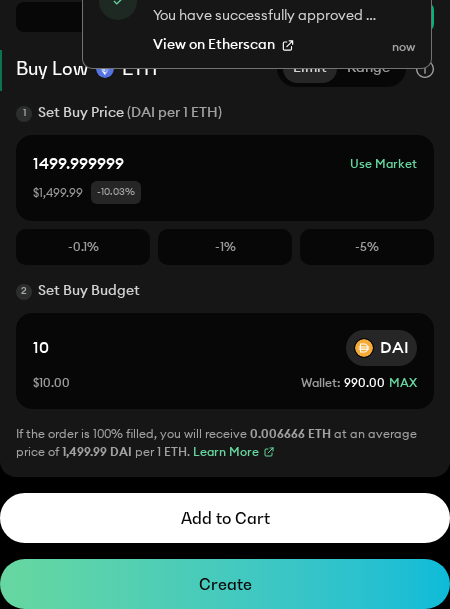 You have successfully approved ...
View on Etherscan
now
Buy Low ETH
Limit Range
1 Set Buy Price (DAI per 1 ETH)
1499.999999 Use Market
$1,499.99 -10.03%
-0.1% -1% -5%
2 Set Buy Budget
10 DAI
$10.00 Wallet: 990.00 MAX
If the order is 100% filled, you will receive 0.006666 ETH at an average
price of 1,499.99 DAI per 1 ETH. Learn More
Add to Cart
Create